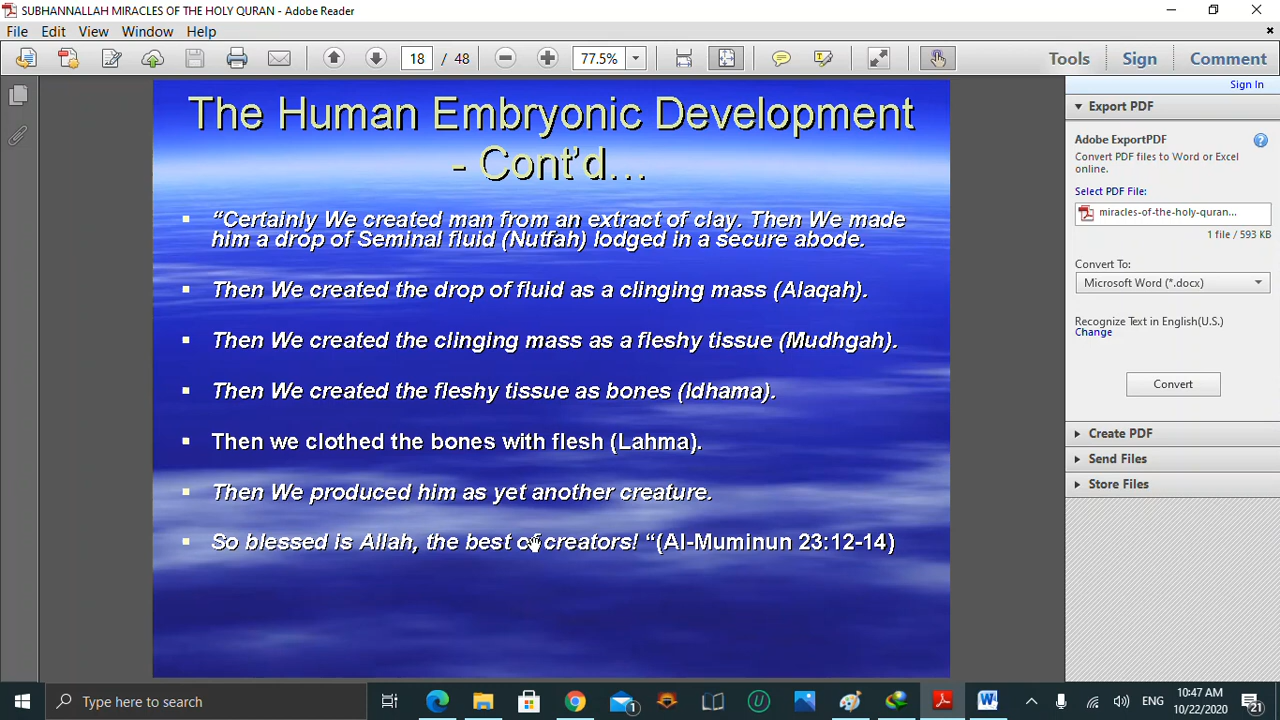 SUBHANNALLAH MIRACLES OF THE HOLY QURAN - Adobe Reader
File Edit View Window Help
18 / 48 77.5% Tools Sign Comment
Sign In
The Human Embryonic Development
- Cont'd...
“Certainly We created man from an extract of clay. Then We made
him a drop of Seminal fluid (Nutfah) lodged in a secure abode.
Then We created the drop of fluid as a clinging mass (Alaqah).
Then We created the clinging mass as a fleshy tissue (Mudhgah).
Then We created the fleshy tissue as bones (Idhama).
Then we clothed the bones with flesh (Lahma).
Then We produced him as yet another creature.
So blessed is Allah, the best of creators! “(Al-Muminun 23:12-14)
Export PDF
Adobe ExportPDF
Convert PDF files to Word or Excel
online.
Select PDF File:
miracles-of-the-holy-quran...
1 file / 593 KB
Convert To:
Microsoft Word (*.docx)
Recognize Text in English(U.S.)
Change
Convert
Create PDF
Send Files
Store Files
Type here to search
1
ENG
10:47 AM
10/22/2020
21